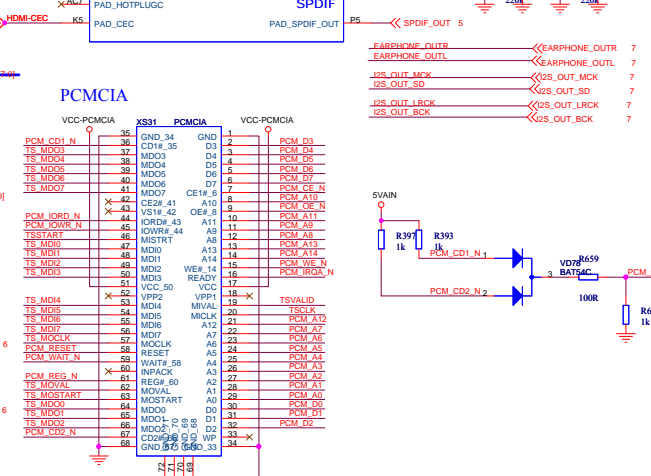 AC7
PAD_HOTPLUGC
HDMI-CEC
K5
PAD_CEC
SPDIF
PAD_SPDIF_OUT
P5
SPDIF_OUT 5
EARPHONE_OUTR
EARPHONE_OUTR 7
EARPHONE_OUTL
EARPHONE_OUTL 7
I2S_OUT_MCK
I2S_OUT_MCK 7
I2S_OUT_SD
I2S_OUT_SD 7
I2S_OUT_LRCK
I2S_OUT_LRCK 7
I2S_OUT_BCK
I2S_OUT_BCK 7
PCMCIA
VCC-PCMCIA
XS31
PCMCIA
VCC-PCMCIA
35 GND_34 GND 1
PCM_CD1_N 36 CD1#_35 D3 2 PCM_D3
TS_MDO3 37 MDO3 D4 3 PCM_D4
TS_MDO4 38 MDO4 D5 4 PCM_D5
TS_MDO5 39 MDO5 D6 5 PCM_D6
TS_MDO6 40 MDO6 D7 6 PCM_D7
TS_MDO7 41 MDO7 CE1#_6 7 PCM_CE_N
42 CE2#_41 A10 8 PCM_A10
43 VS1#_42 OE#_8 9 PCM_OE_N
PCM_IORD_N 44 IORD#_43 A11 10 PCM_A11
PCM_IOWR_N 45 IOWR#_44 A9 11 PCM_A9
TSSTART 46 MISTRT A8 12 PCM_A8
TS_MDI0 47 MDI0 A13 13 PCM_A13
TS_MDI1 48 MDI1 A14 14 PCM_A14
TS_MDI2 49 MDI2 WE#_14 15 PCM_WE_N
TS_MDI3 50 MDI3 READY 16 PCM_IRQA_N
51 VCC_50 VCC 17
52 VPP2 VPP1 18
TS_MDI4 53 MDI4 MIVAL 19 TSVALID
TS_MDI5 54 MDI5 MICLK 20 TSCLK
TS_MDI6 55 MDI6 A12 21 PCM_A12
TS_MDI7 56 MDI7 A7 22 PCM_A7
6 57 MOCLK A6 23 PCM_A6
PCM_RESET 58 RESET A5 24 PCM_A5
PCM_WAIT_N 59 WAIT#_58 A4 25 PCM_A4
60 INPACK A3 26 PCM_A3
PCM_REG_N 61 REG#_60 A2 27 PCM_A2
TS_MOVAL 62 MOVAL A1 28 PCM_A1
TS_MOSTART 63 MOSTART A0 29 PCM_A0
6 TS_MDO0 64 MDO0 D0 30 PCM_D0
TS_MDO1 65 MDO1 D1 31 PCM_D1
TS_MDO2 66 MDO2 D2 32 PCM_D2
PCM_CD2_N 67 WP 33
68 GND_33 34
GND_70
GND_69
GND_68
72
71
70
69
5VAIN
R397
1k
R393
1k
PCM_CD1_N 1
PCM_CD2_N 2
VD78
BAT54C
3
R659
100R
PCM_
R6
1k